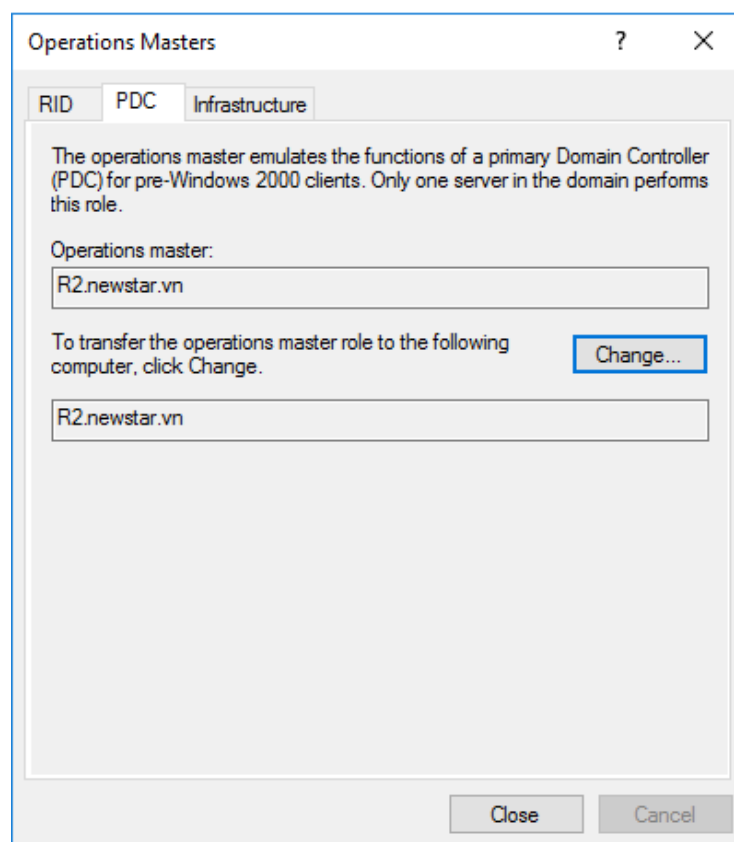 Operations Masters ?
RID PDC Infrastructure
The operations master emulates the functions of a primary Domain Controller
(PDC) for pre-Windows 2000 clients. Only one server in the domain performs
this role.
Operations master:
R2.newstar.vn
To transfer the operations master role to the following
computer, click Change.
Change...
R2.newstar.vn
Close Cancel